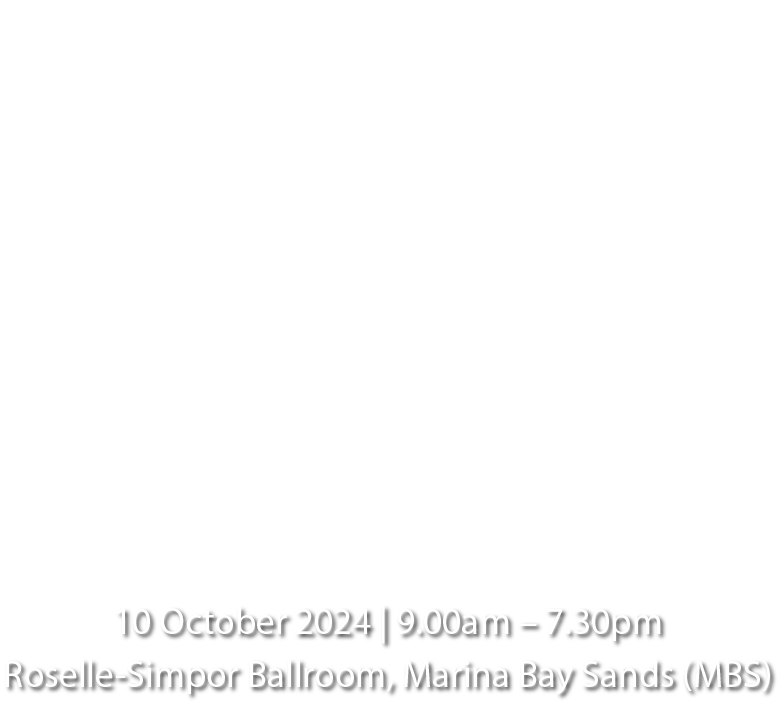 10 October 2024 | 9.00am – 7.30pm
Roselle-Simpor Ballroom, Marina Bay Sands (MBS)